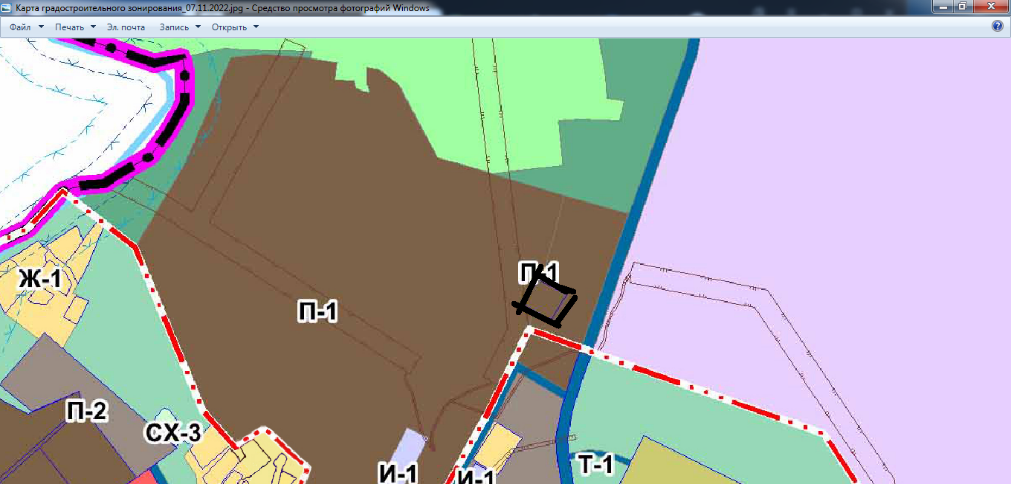 Карта градостроительного зонирования_07.11.2022.jpg - Средство просмотра фотографий Windows
Файл Печать Эл. почта Запись Открыть
П-1
Ж-1
П-1
П-2
СХ-3
И-1
И-1
Т-1